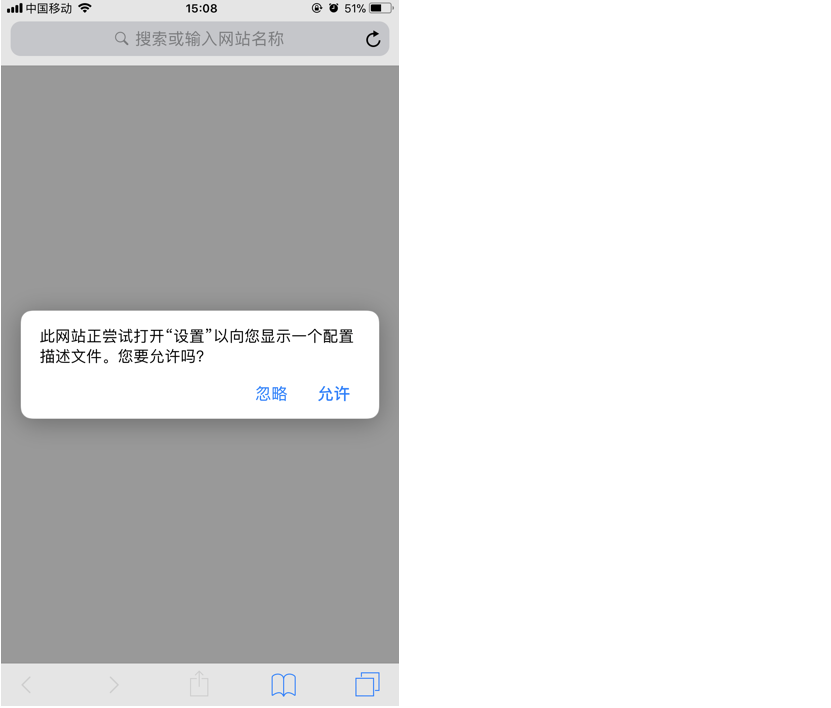 中国移动 15:08 51%
搜索或输入网站名称
此网站正尝试打开“设置”以向您显示一个配置
描述文件。您要允许吗?
忽略 允许